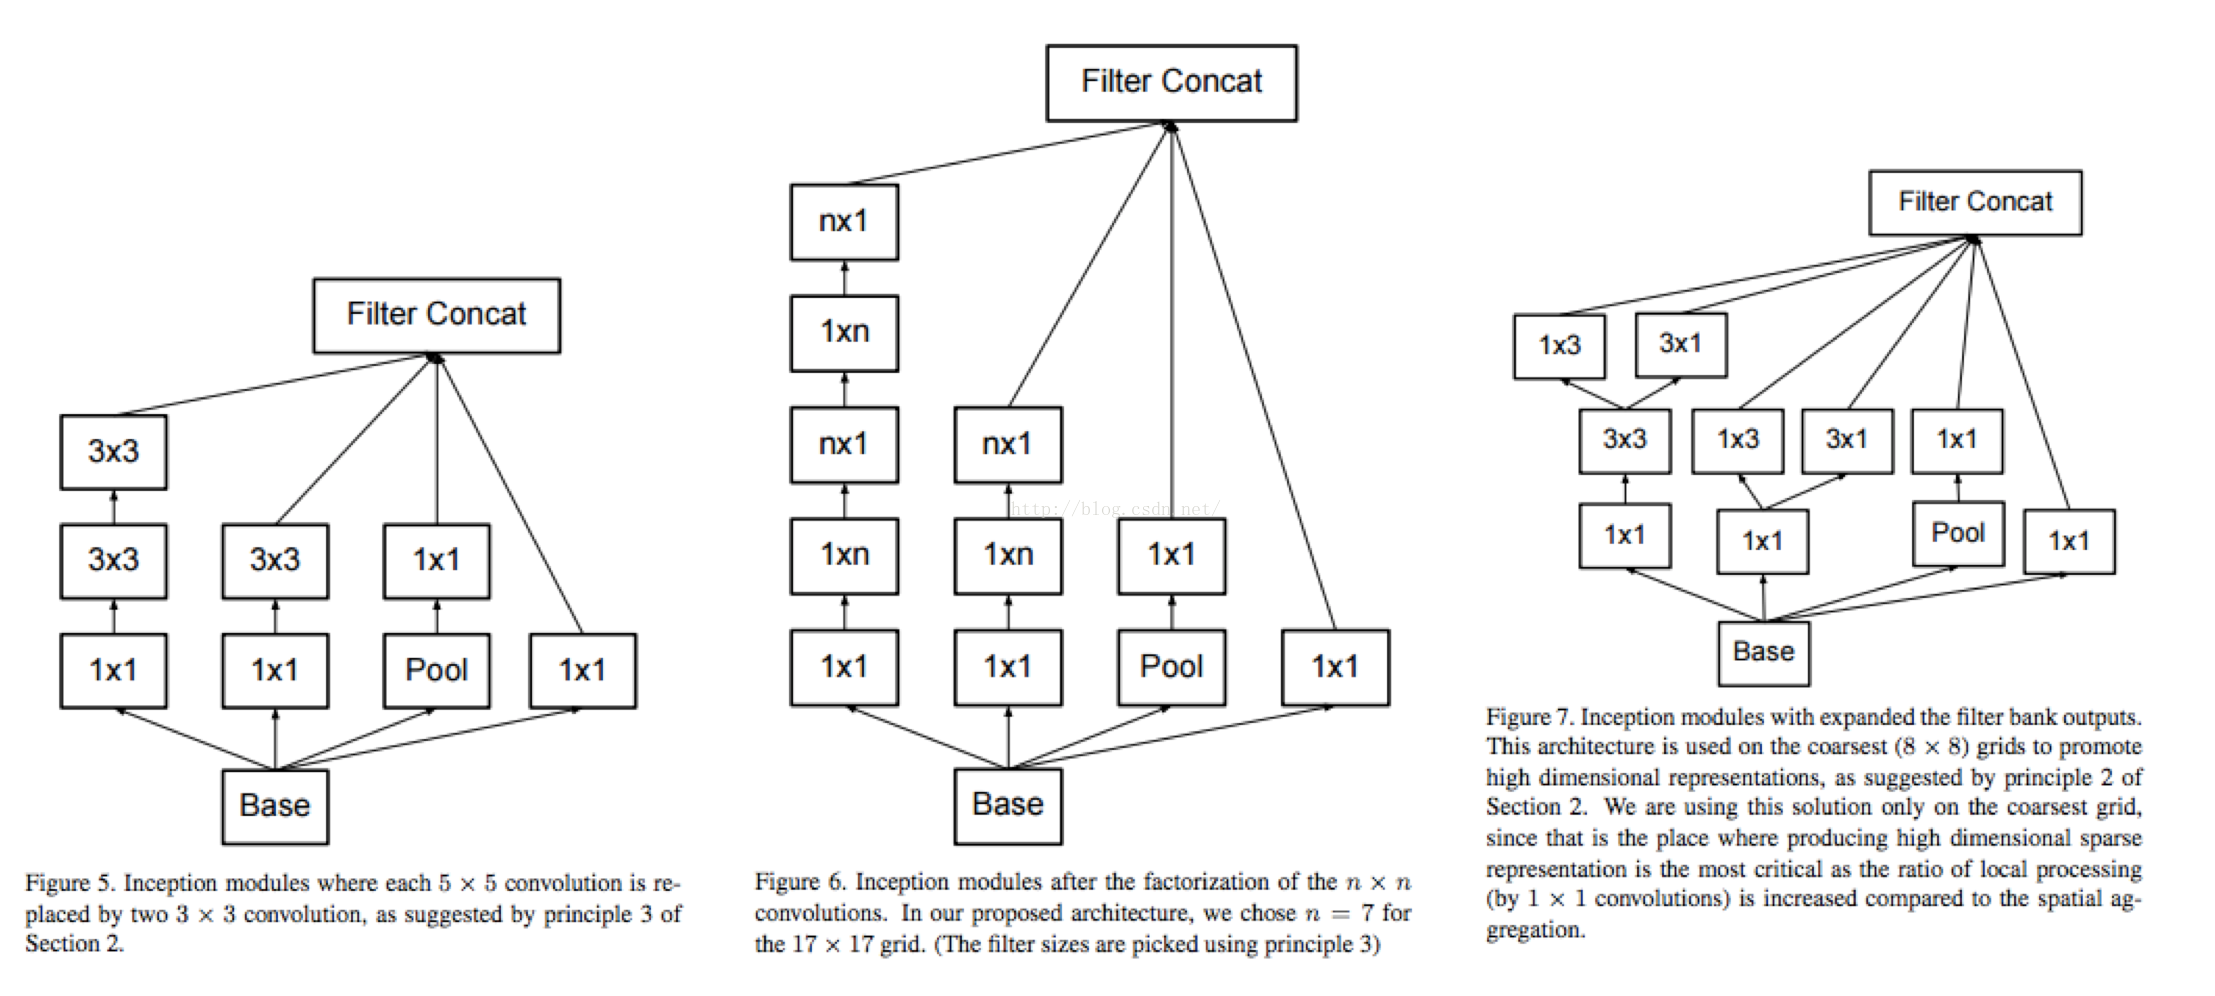 Filter Concat
3x3
3x3
3x3
1x1
1x1
1x1
Pool
1x1
Base
Figure 5. Inception modules where each 5 × 5 convolution is re-
placed by two 3 × 3 convolution, as suggested by principle 3 of
Section 2.
Filter Concat
nx1
1xn
nx1
nx1
1xn
1xn
1x1
1x1
1x1
Pool
1x1
Base
http://blog.csdn.net/
Figure 6. Inception modules after the factorization of the n × n
convolutions. In our proposed architecture, we chose n = 7 for
the 17 × 17 grid. (The filter sizes are picked using principle 3)
Filter Concat
1x3
3x1
3x3
1x3
3x1
1x1
1x1
1x1
Pool
1x1
Base
Figure 7. Inception modules with expanded the filter bank outputs.
This architecture is used on the coarsest (8 × 8) grids to promote
high dimensional representations, as suggested by principle 2 of
Section 2. We are using this solution only on the coarsest grid,
since that is the place where producing high dimensional sparse
representation is the most critical as the ratio of local processing
(by 1 × 1 convolutions) is increased compared to the spatial ag-
gregation.